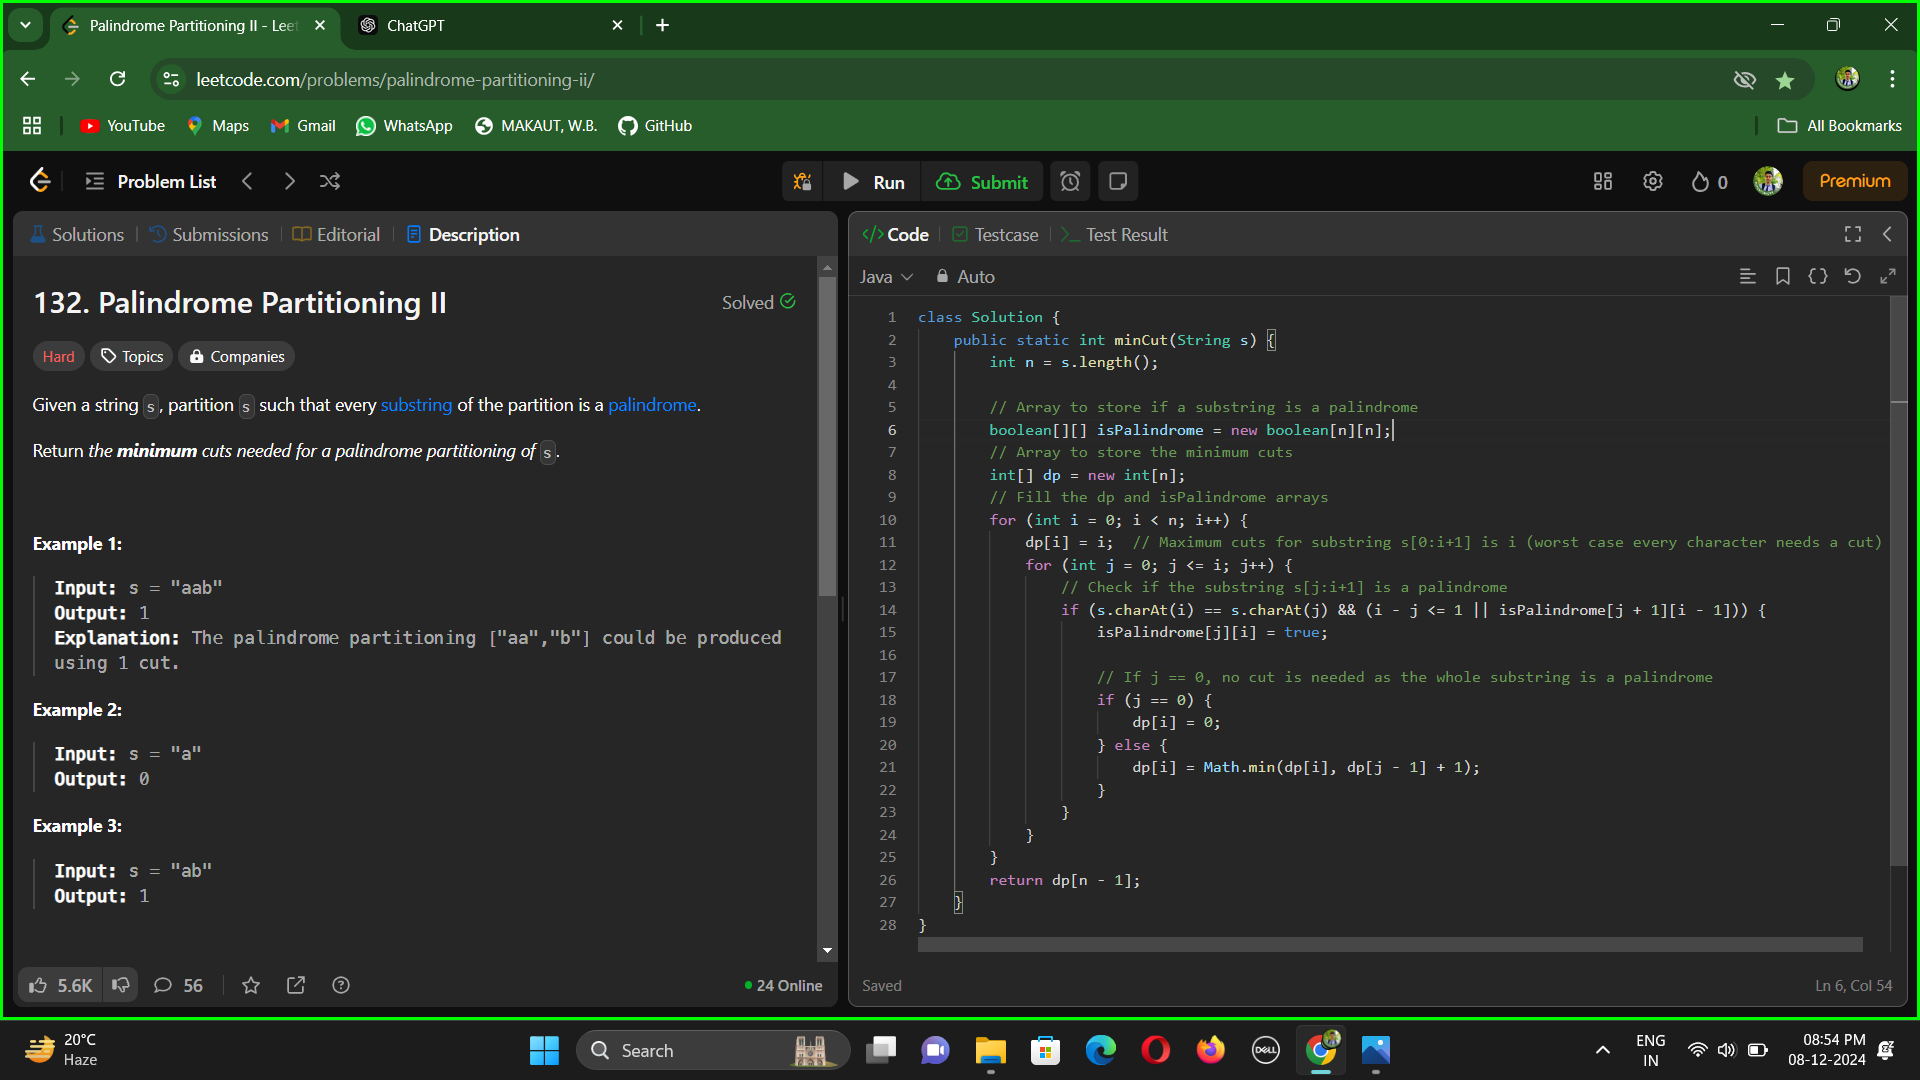 Palindrome Partitioning II - Leet
ChatGPT
leetcode.com/problems/palindrome-partitioning-ii/
YouTube
Maps
Gmail
WhatsApp
MAKAUT, W.B.
GitHub
All Bookmarks
Problem List
Run
Submit
0
Premium
Solutions
Submissions
Editorial
Description
132. Palindrome Partitioning II
Solved
Hard
Topics
Companies
Given a string s, partition s such that every substring of the partition is a palindrome.
Return the minimum cuts needed for a palindrome partitioning of s.
Example 1:
Input: s = "aab"
Output: 1
Explanation: The palindrome partitioning ["aa","b"] could be produced
using 1 cut.
Example 2:
Input: s = "a"
Output: 0
Example 3:
Input: s = "ab"
Output: 1
5.6K
56
24 Online
</>Code
Testcase
>_ Test Result
Java
Auto
1 class Solution {
2 public static int minCut(String s) {
3 int n = s.length();
4
5 // Array to store if a substring is a palindrome
6 boolean[][] isPalindrome = new boolean[n][n];
7 // Array to store the minimum cuts
8 int[] dp = new int[n];
9 // Fill the dp and isPalindrome arrays
10 for (int i = 0; i < n; i++) {
11 dp[i] = i;  // Maximum cuts for substring s[0:i+1] is i (worst case every character needs a cut)
12 for (int j = 0; j <= i; j++) {
13 // Check if the substring s[j:i+1] is a palindrome
14 if (s.charAt(i) == s.charAt(j) && (i - j <= 1 || isPalindrome[j + 1][i - 1])) {
15 isPalindrome[j][i] = true;
16
17 // If j == 0, no cut is needed as the whole substring is a palindrome
18 if (j == 0) {
19 dp[i] = 0;
20 } else {
21 dp[i] = Math.min(dp[i], dp[j - 1] + 1);
22 }
23 }
24 }
25 }
26 return dp[n - 1];
27 }
28 }
Saved
Ln 6, Col 54
20°C
Haze
Search
DELL
ENG
IN
08:54 PM
08-12-2024